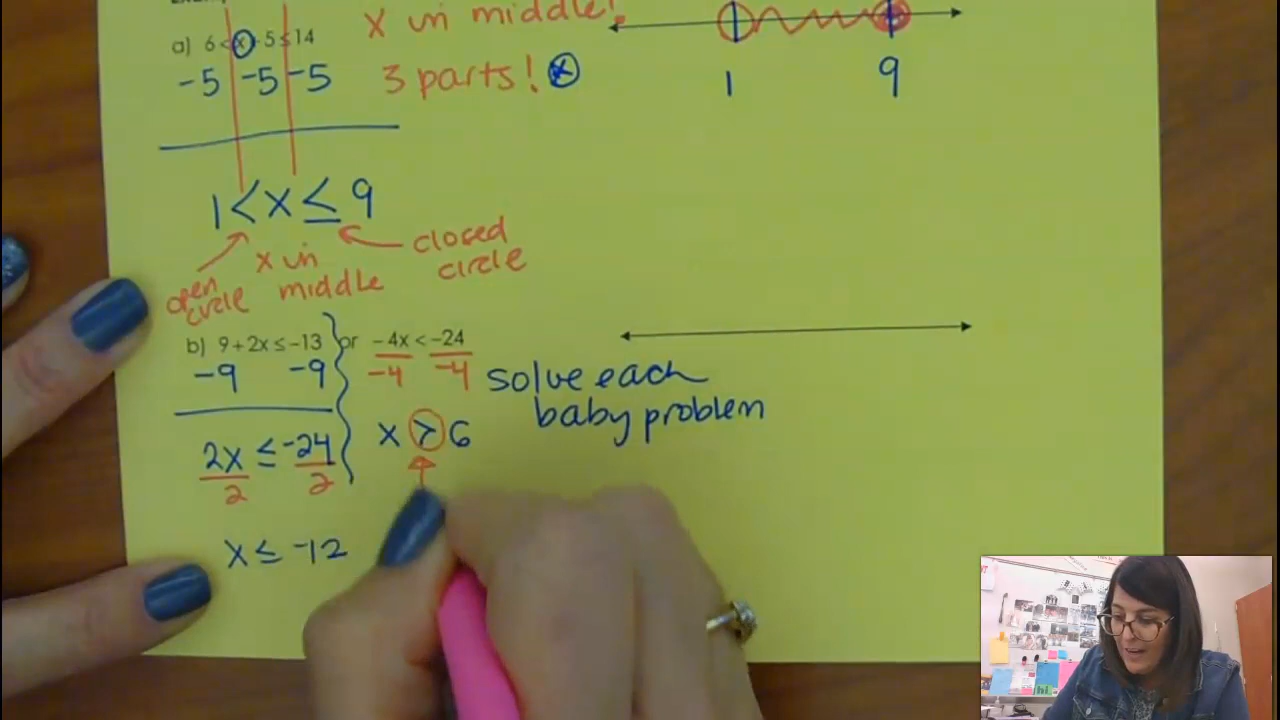 a) 6 < x + 5 ≤ 14
-5 -5 -5
x in middle!
3 parts! x
1 9
1 < x ≤ 9
open circle
x in middle
closed circle
b) 9 + 2x ≤ -13 or -4x < -24
-9 -9 -4 -4
solve each
baby problem
2x ≤ -24
2 2
x > 6
x ≤ -12
hi